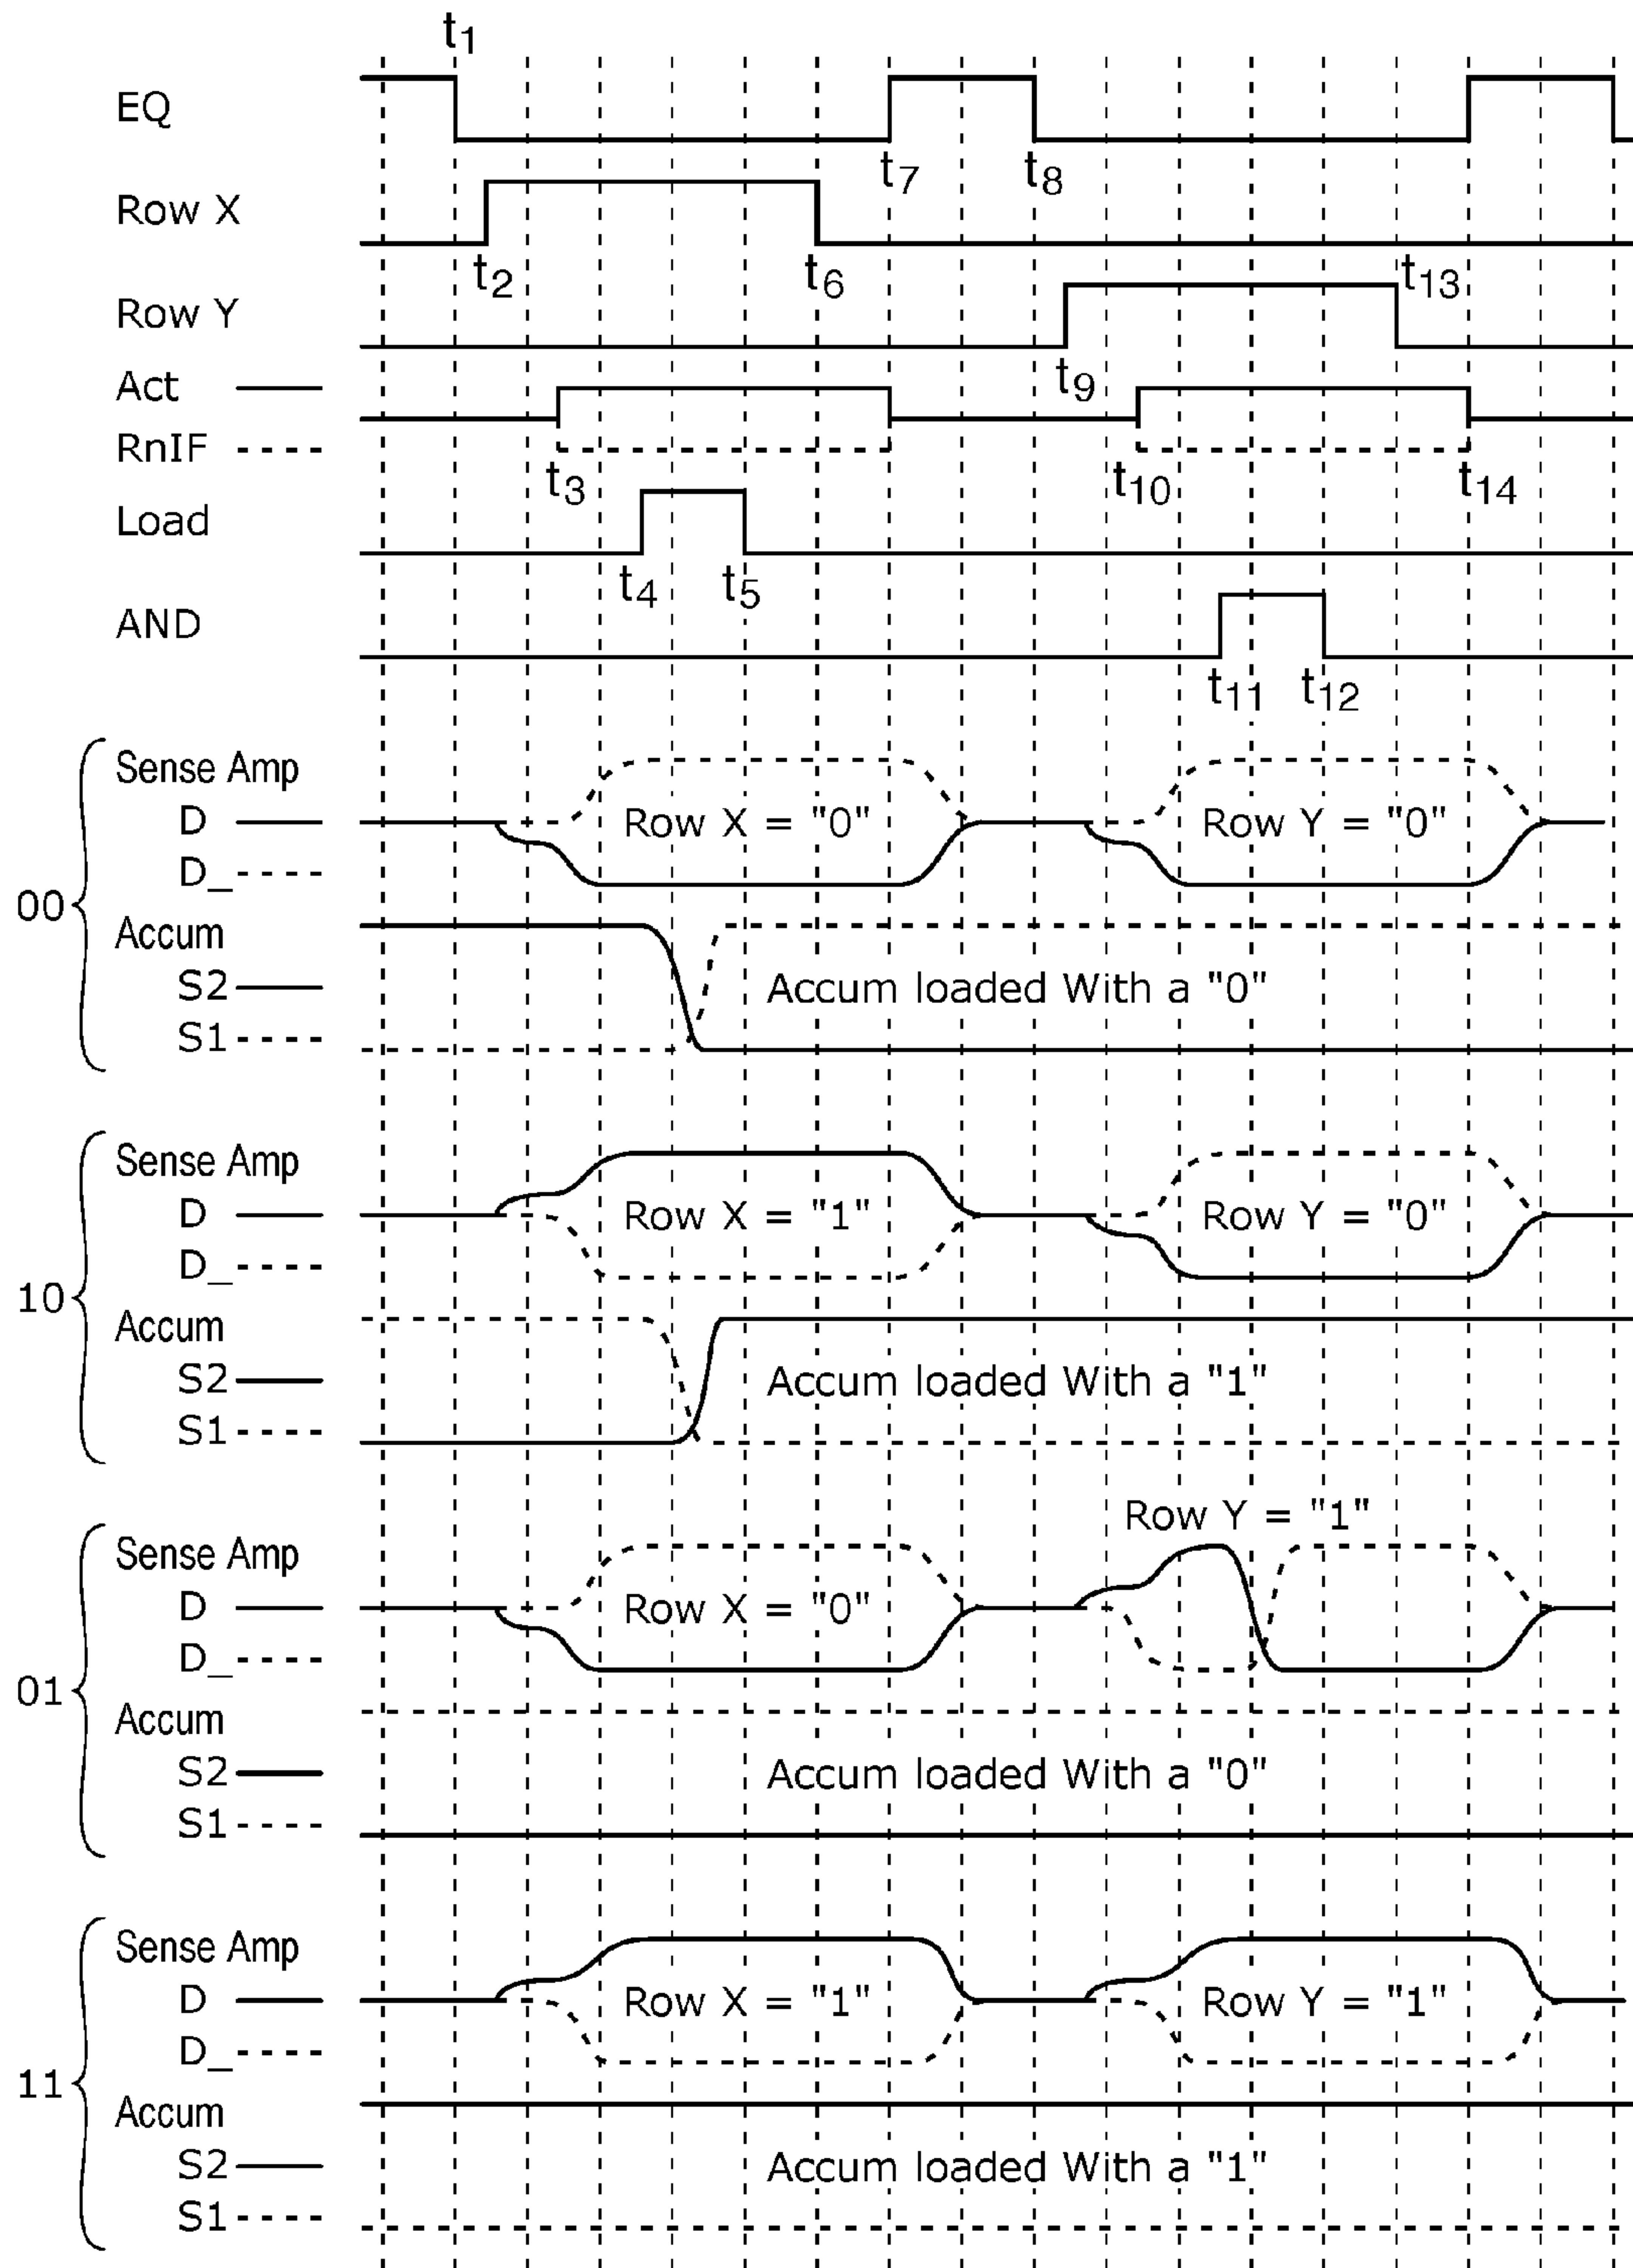 t1
EQ
t7 t8
Row X
t2 t6 t13
Row Y
Act
t9
RnIF
t3 t10 t14
Load
t4 t5
AND
t11 t12
Sense Amp
D Row X = "0" Row Y = "0"
D_
00
Accum
S2 Accum loaded With a "0"
S1
Sense Amp
D Row X = "1" Row Y = "0"
D_
10
Accum
S2 Accum loaded With a "1"
S1
Row Y = "1"
Sense Amp
D Row X = "0"
D_
01
Accum
S2 Accum loaded With a "0"
S1
Sense Amp
D Row X = "1" Row Y = "1"
D_
11
Accum
S2 Accum loaded With a "1"
S1